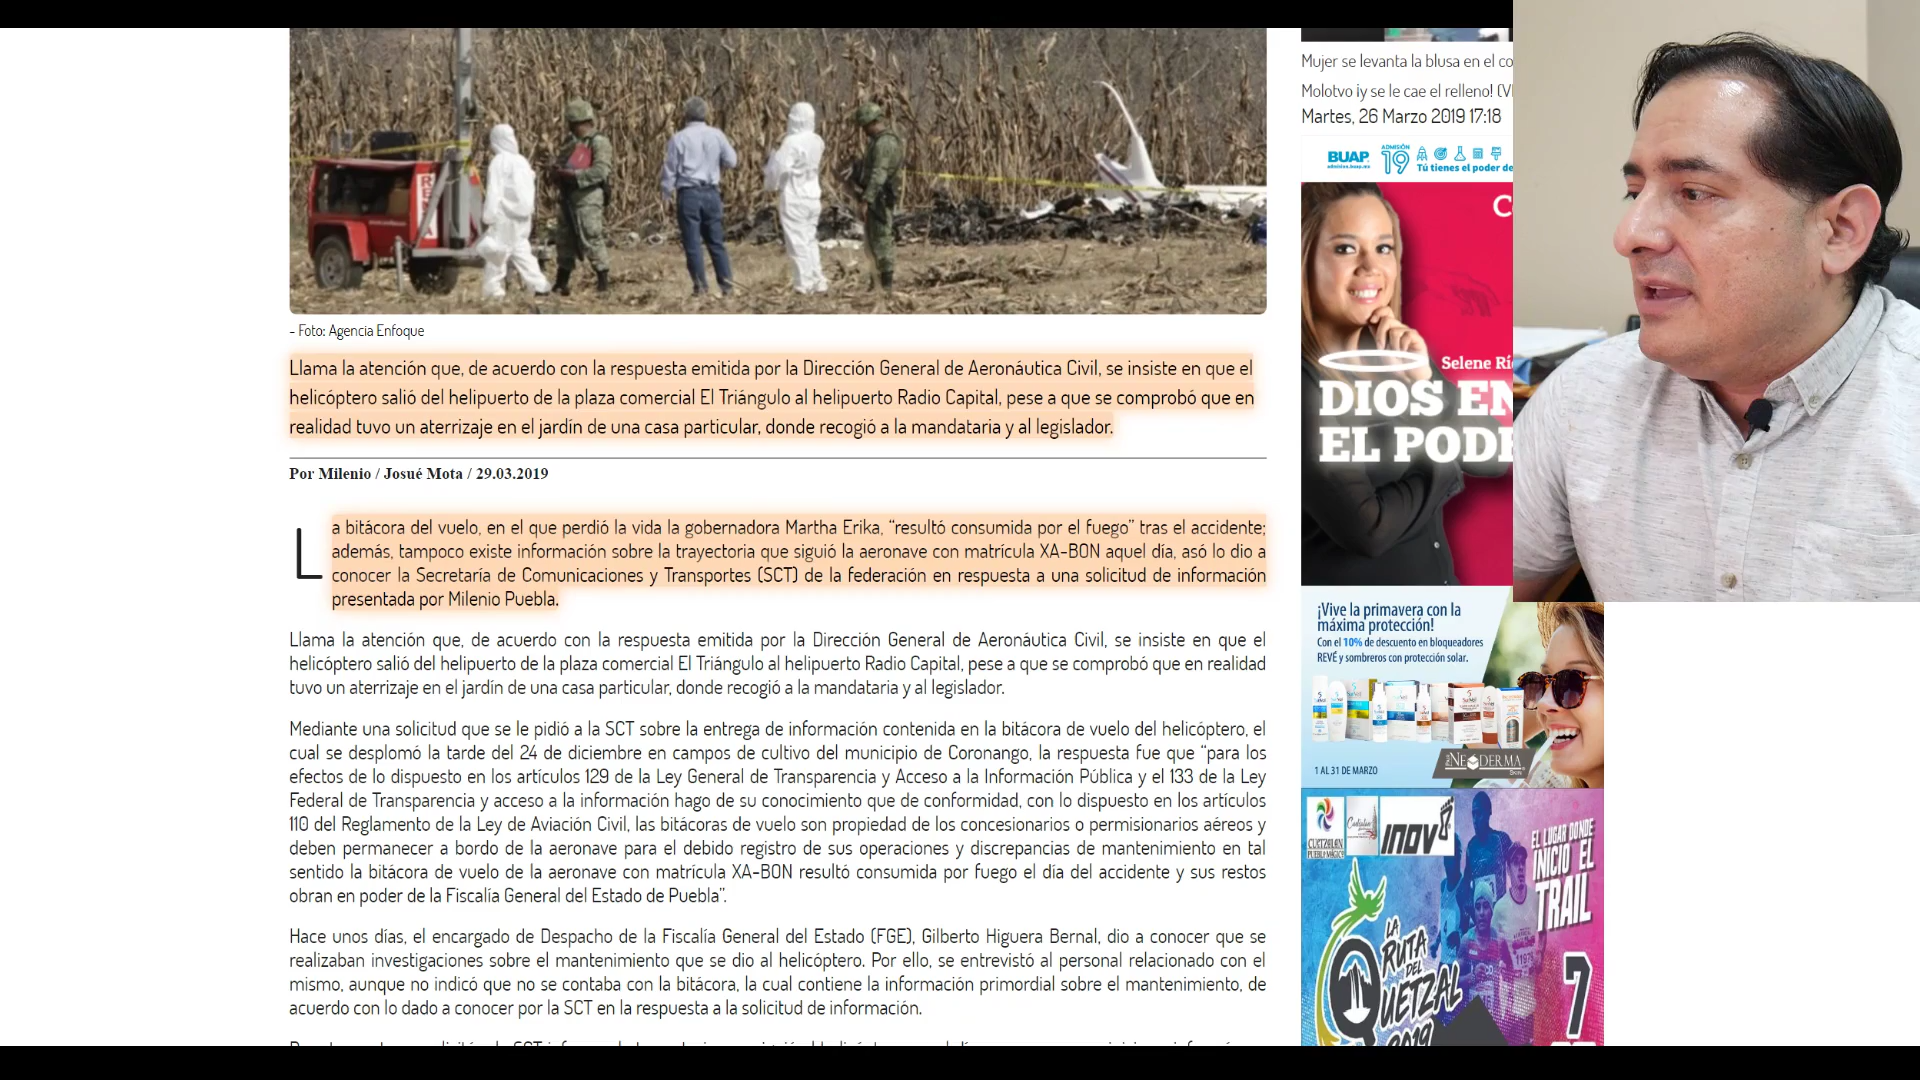 RENTA
- Foto: Agencia Enfoque
Llama la atención que, de acuerdo con la respuesta emitida por la Dirección General de Aeronáutica Civil, se insiste en que el
helicóptero salió del helipuerto de la plaza comercial El Triángulo al helipuerto Radio Capital, pese a que se comprobó que en
realidad tuvo un aterrizaje en el jardín de una casa particular, donde recogió a la mandataria y al legislador.
Por Milenio / Josué Mota / 29.03.2019
La bitácora del vuelo, en el que perdió la vida la gobernadora Martha Erika, “resultó consumida por el fuego” tras el accidente;
además, tampoco existe información sobre la trayectoria que siguió la aeronave con matrícula XA-BON aquel día, asó lo dio a
conocer la Secretaría de Comunicaciones y Transportes (SCT) de la federación en respuesta a una solicitud de información
presentada por Milenio Puebla.
Llama la atención que, de acuerdo con la respuesta emitida por la Dirección General de Aeronáutica Civil, se insiste en que el
helicóptero salió del helipuerto de la plaza comercial El Triángulo al helipuerto Radio Capital, pese a que se comprobó que en realidad
tuvo un aterrizaje en el jardín de una casa particular, donde recogió a la mandataria y al legislador.
Mediante una solicitud que se le pidió a la SCT sobre la entrega de información contenida en la bitácora de vuelo del helicóptero, el
cual se desplomó la tarde del 24 de diciembre en campos de cultivo del municipio de Coronango, la respuesta fue que “para los
efectos de lo dispuesto en los artículos 129 de la Ley General de Transparencia y Acceso a la Información Pública y el 133 de la Ley
Federal de Transparencia y acceso a la información hago de su conocimiento que de conformidad, con lo dispuesto en los artículos
110 del Reglamento de la Ley de Aviación Civil, las bitácoras de vuelo son propiedad de los concesionarios o permisionarios aéreos y
deben permanecer a bordo de la aeronave para el debido registro de sus operaciones y discrepancias de mantenimiento en tal
sentido la bitácora de vuelo de la aeronave con matrícula XA-BON resultó consumida por fuego el día del accidente y sus restos
obran en poder de la Fiscalía General del Estado de Puebla”.
Hace unos días, el encargado de Despacho de la Fiscalía General del Estado (FGE), Gilberto Higuera Bernal, dio a conocer que se
realizaban investigaciones sobre el mantenimiento que se dio al helicóptero. Por ello, se entrevistó al personal relacionado con el
mismo, aunque no indicó que no se contaba con la bitácora, la cual contiene la información primordial sobre el mantenimiento, de
acuerdo con lo dado a conocer por la SCT en la respuesta a la solicitud de información.
Mujer se levanta la blusa en el co
Molotvo ¡y se le cae el relleno! (V
Martes, 26 Marzo 2019 17:18
BUAP
admision.buap.mx
ADMISIÓN
19
Tú tienes el poder de
C
Selene Rí
DIOS EN
EL POD
¡Vive la primavera con la
máxima protección!
Con el 10% de descuento en bloqueadores
REVÉ y sombreros con protección solar.
1 AL 31 DE MARZO
NEODERMA
CUETZALAN
PUEBLO MÁGICO
INOV8
EL LUGAR DONDE
INICIO EL
TRAIL
LA
RUTA
DEL
QUETZAL
2019
7